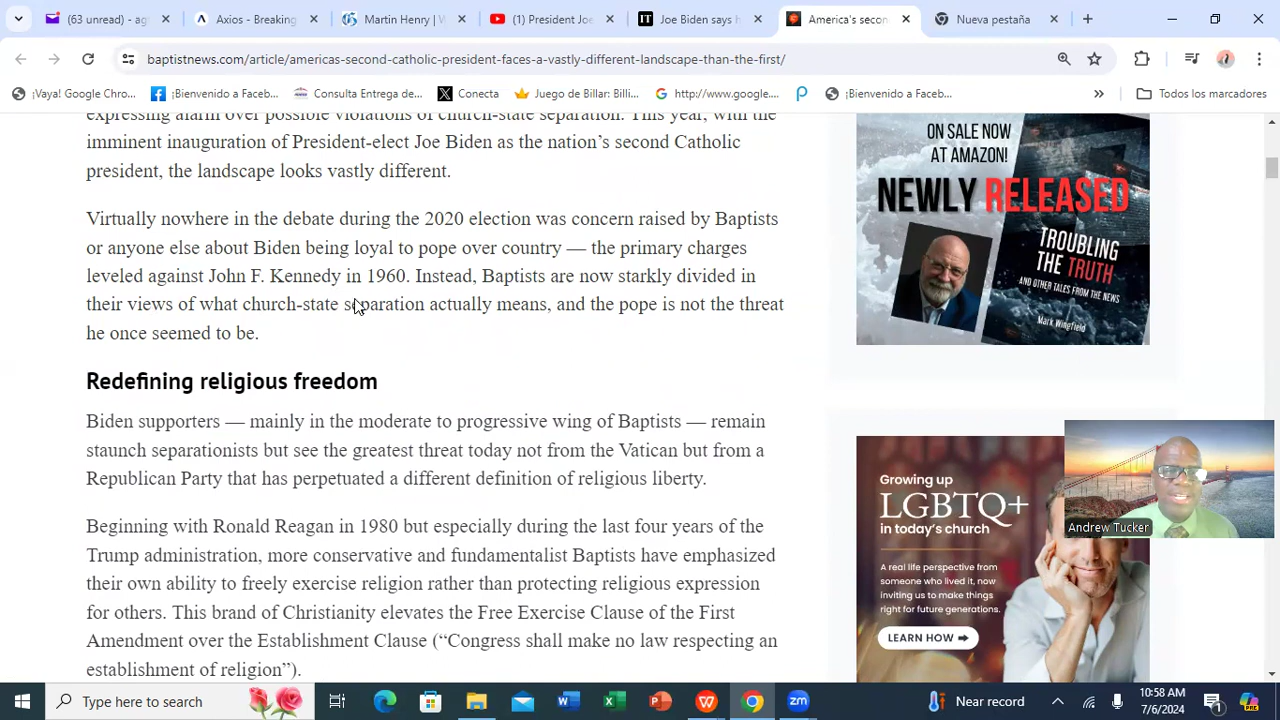 (63 unread) - ag
Axios - Breaking
Martin Henry | W
(1) President Joe
IT
Joe Biden says h
America's secon
Nueva pestaña
baptistnews.com/article/americas-second-catholic-president-faces-a-vastly-different-landscape-than-the-first/
¡Vaya! Google Chro...
¡Bienvenido a Faceb...
Consulta Entrega de...
Conecta
Juego de Billar: Billi...
http://www.google....
¡Bienvenido a Faceb...
»
Todos los marcadores
expressing alarm over possible violations of church-state separation. This year, with the
imminent inauguration of President-elect Joe Biden as the nation's second Catholic
president, the landscape looks vastly different.
Virtually nowhere in the debate during the 2020 election was concern raised by Baptists
or anyone else about Biden being loyal to pope over country — the primary charges
leveled against John F. Kennedy in 1960. Instead, Baptists are now starkly divided in
their views of what church-state separation actually means, and the pope is not the threat
he once seemed to be.
Redefining religious freedom
Biden supporters — mainly in the moderate to progressive wing of Baptists — remain
staunch separationists but see the greatest threat today not from the Vatican but from a
Republican Party that has perpetuated a different definition of religious liberty.
Beginning with Ronald Reagan in 1980 but especially during the last four years of the
Trump administration, more conservative and fundamentalist Baptists have emphasized
their own ability to freely exercise religion rather than protecting religious expression
for others. This brand of Christianity elevates the Free Exercise Clause of the First
Amendment over the Establishment Clause (“Congress shall make no law respecting an
establishment of religion”).
ON SALE NOW
AT AMAZON!
NEWLY RELEASED
TROUBLING
THE TRUTH
AND OTHER TALES FROM THE NEWS
Mark Wingfield
Growing up
LGBTQ+
in today's church
A real life perspective from
someone who lived it, now
inviting us to make things
right for future generations.
LEARN HOW
Andrew Tucker
Type here to search
Near record
10:58 AM
7/6/2024